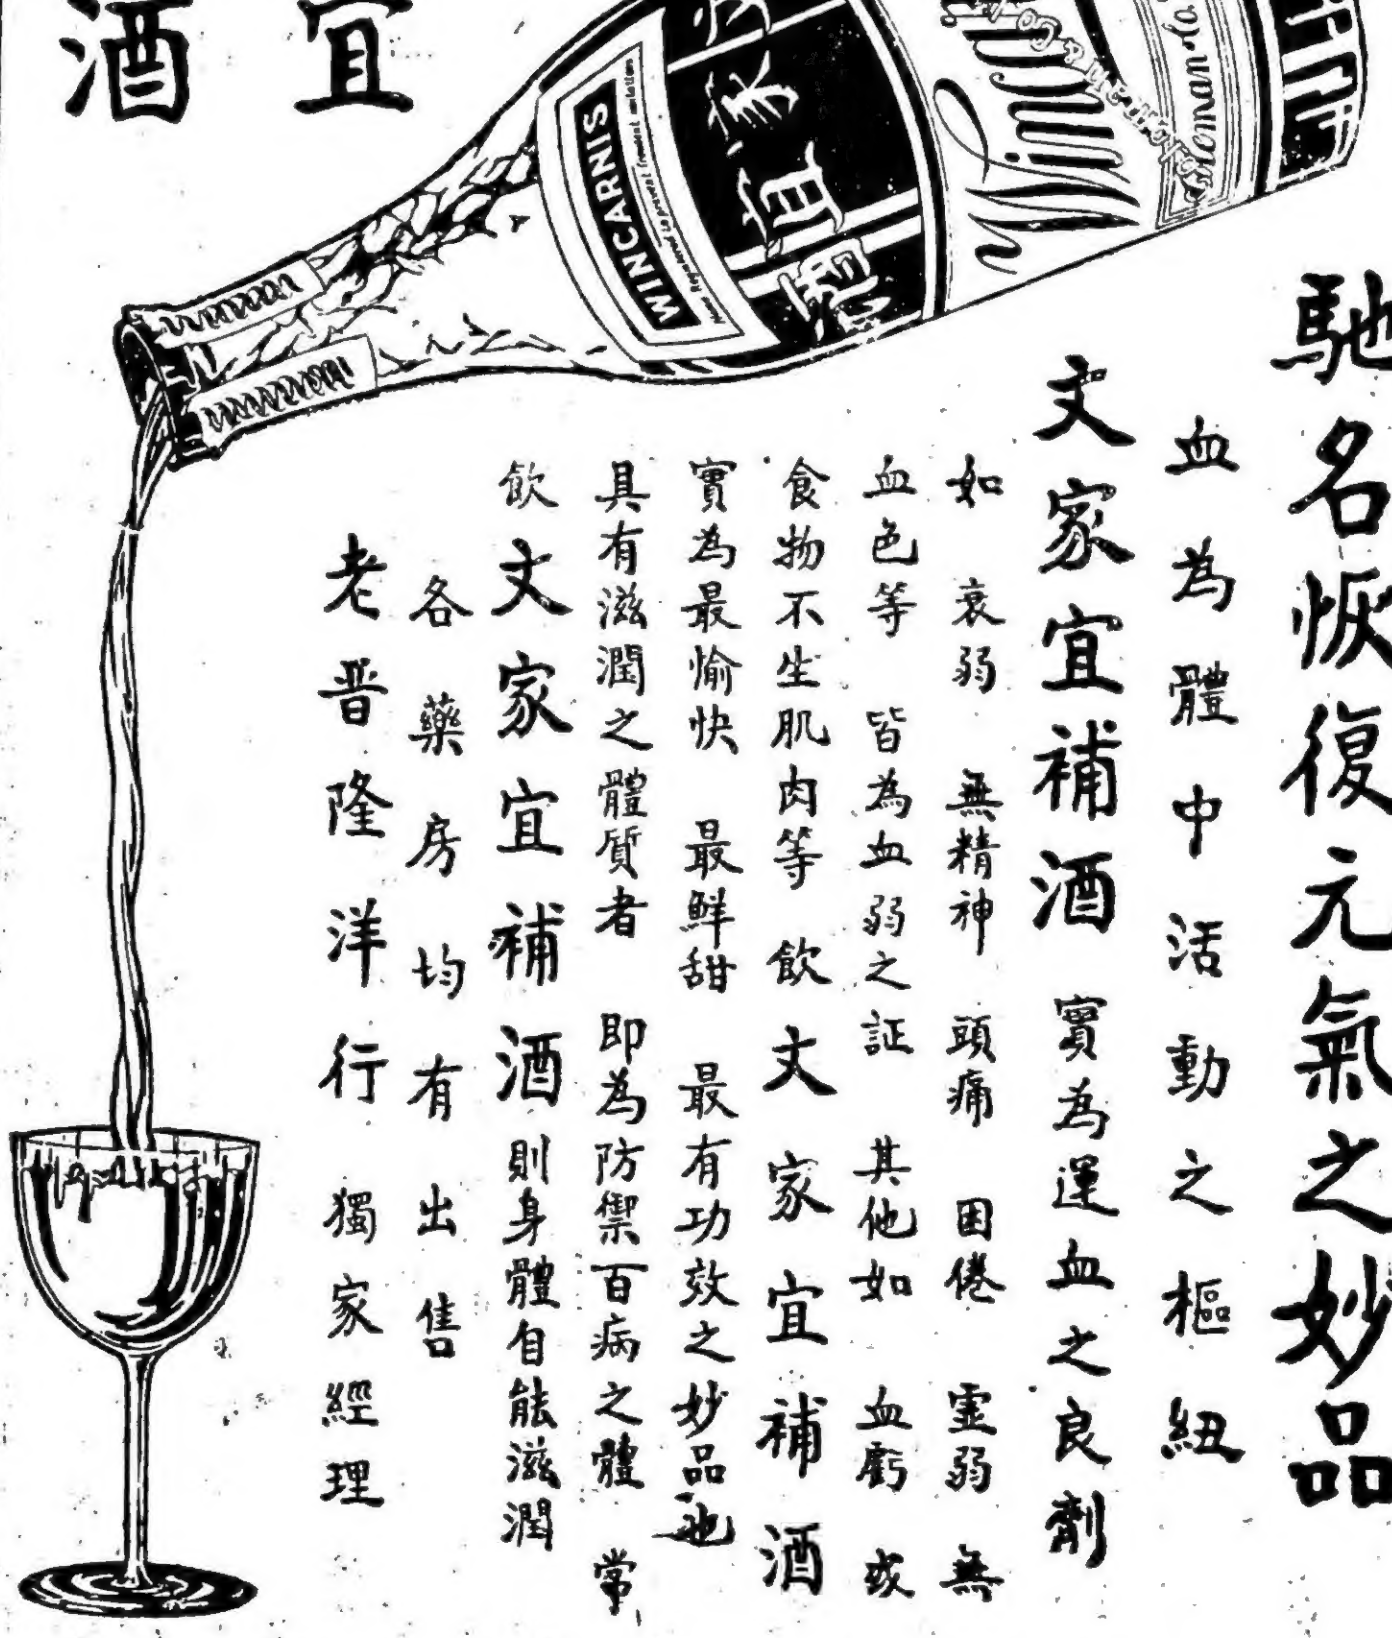 宜
酒
WINCARNIS
家宜
馳名恢復元氣之妙品
血為體中活動之樞紐
文家宜補酒 實為運血之良劑
如 衰弱 無精神 頭痛 困倦 靈弱 無
血色等 皆為血弱之証 其他如 血虧 或
食物不生肌肉等 飲文家宜補酒
實為最愉快 最鮮甜 最有功效之妙品也
具有滋潤之體質者 即為防禦百病之體 常
飲文家宜補酒則身體自能滋潤
各藥房均有出售
老晋隆洋行 獨家經理